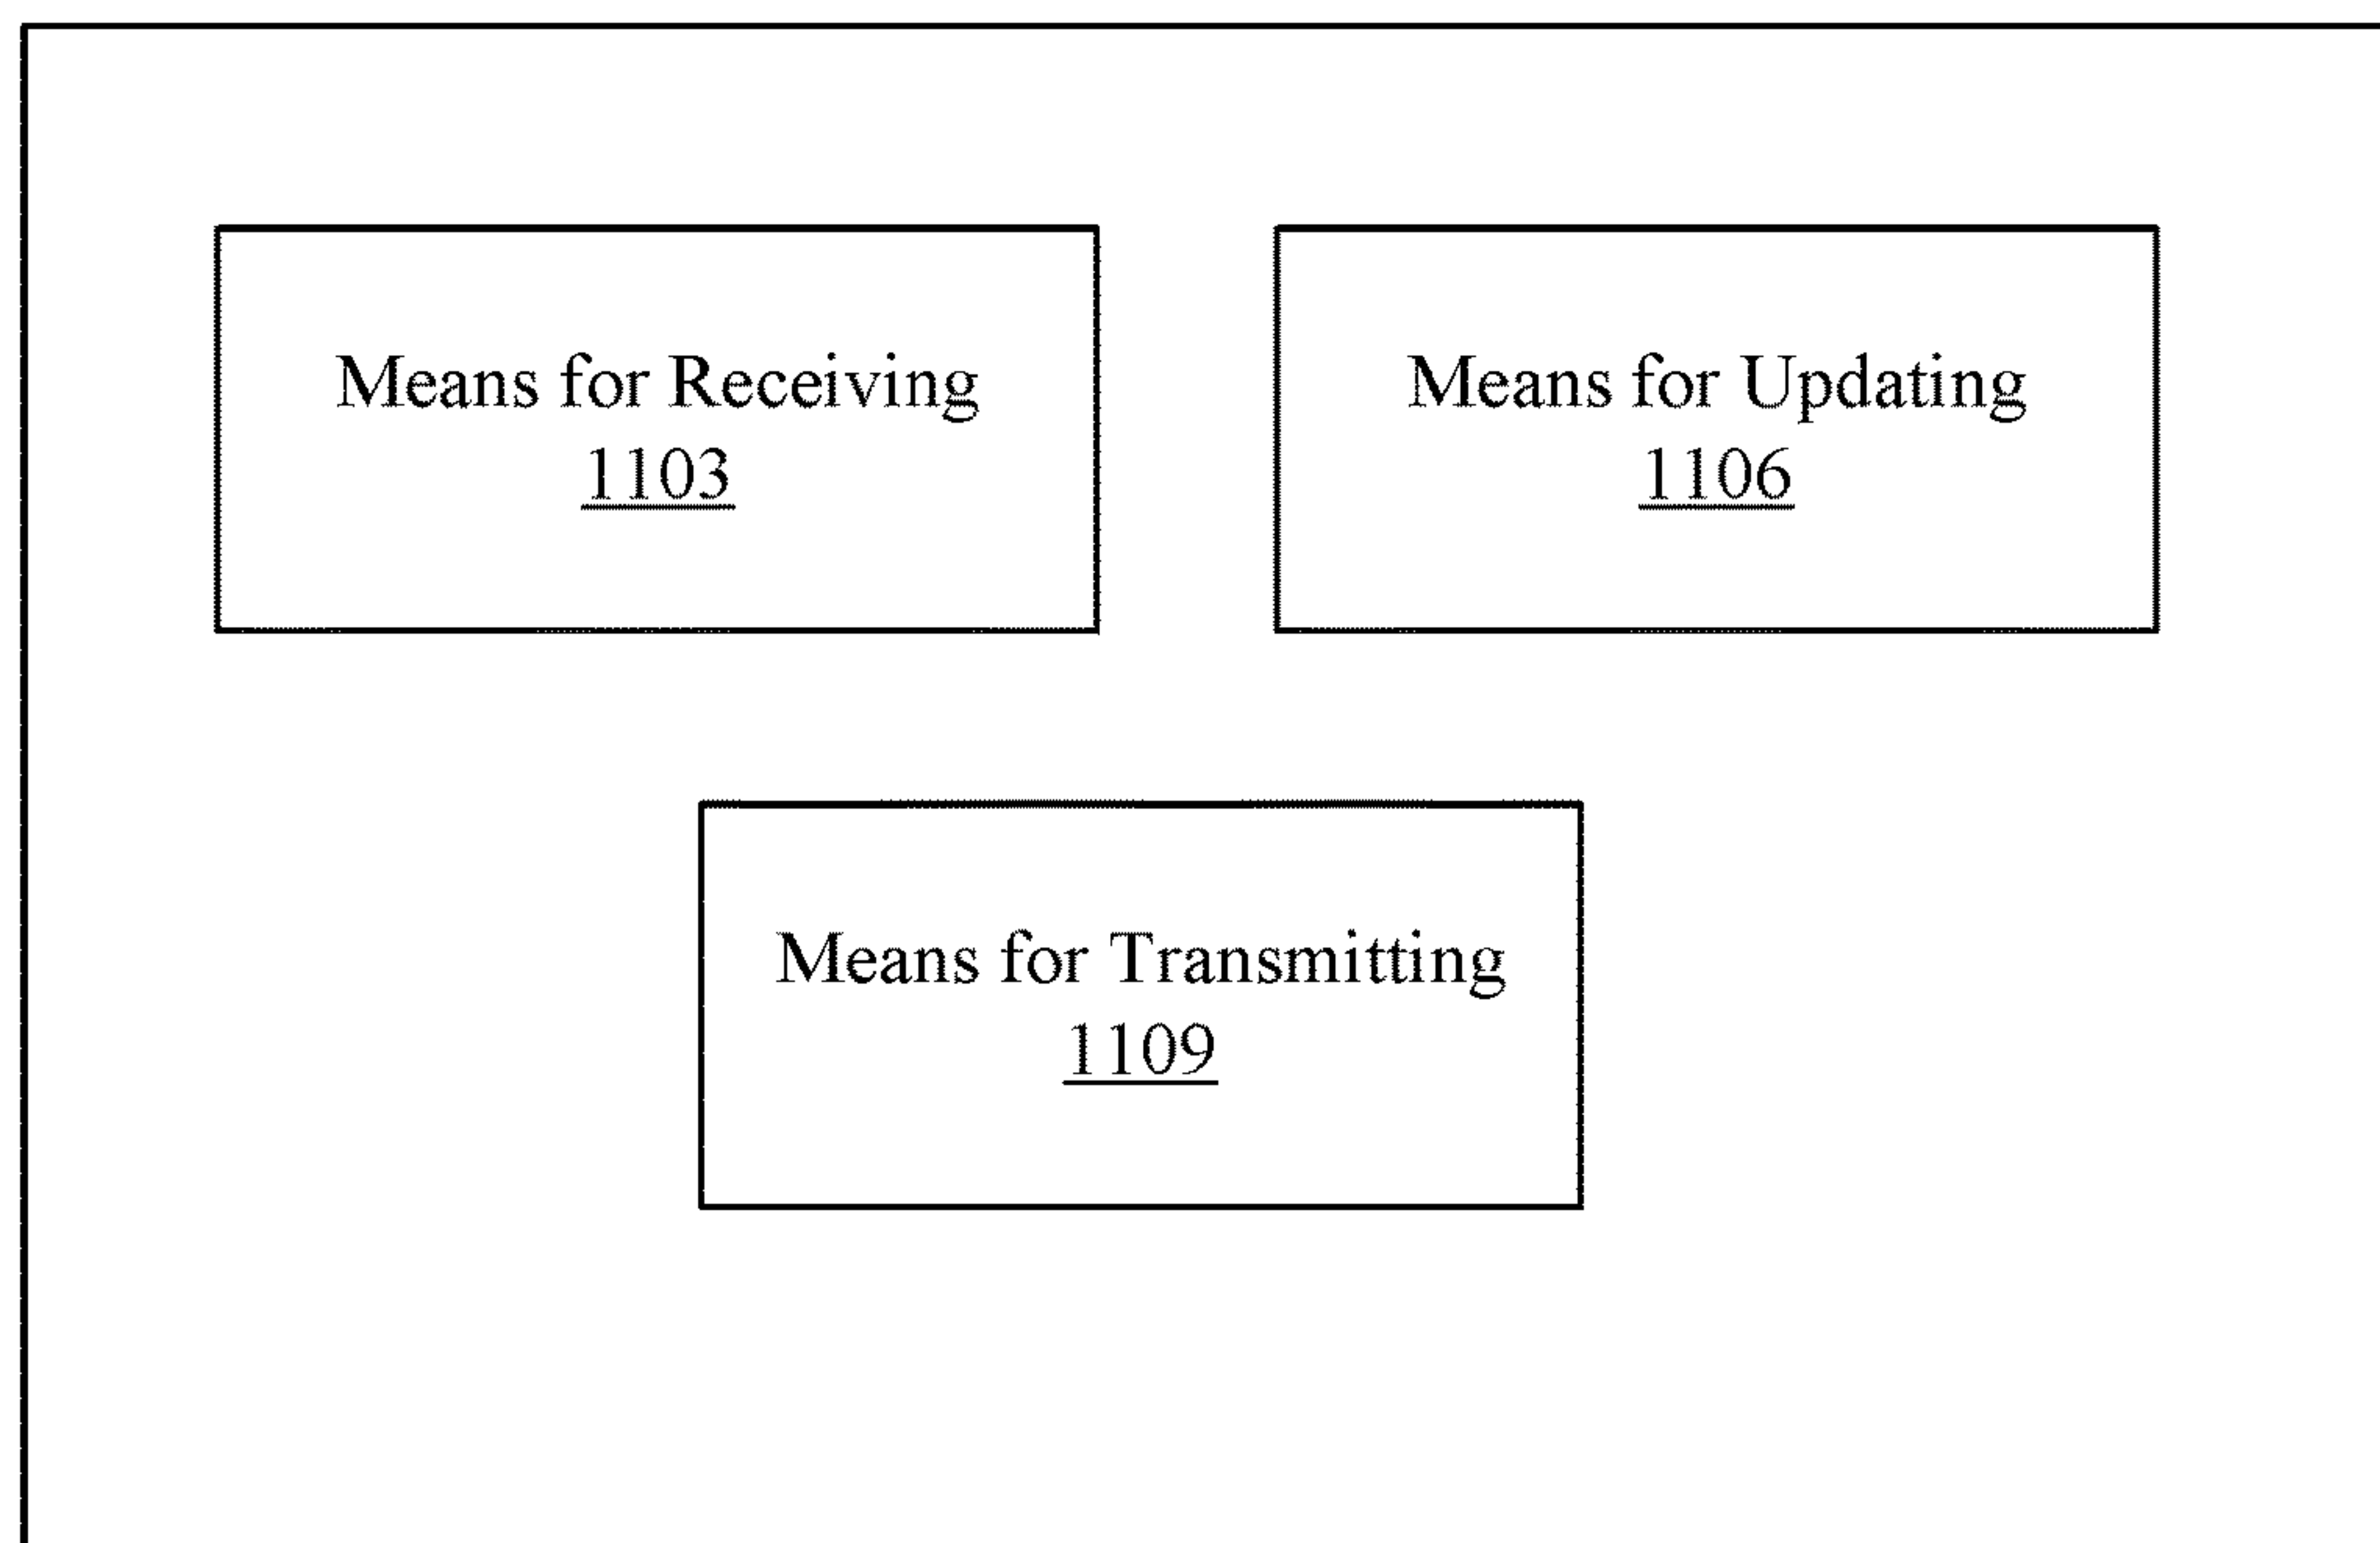 Means for Receiving
1103
Means for Updating
1106
Means for Transmitting
1109